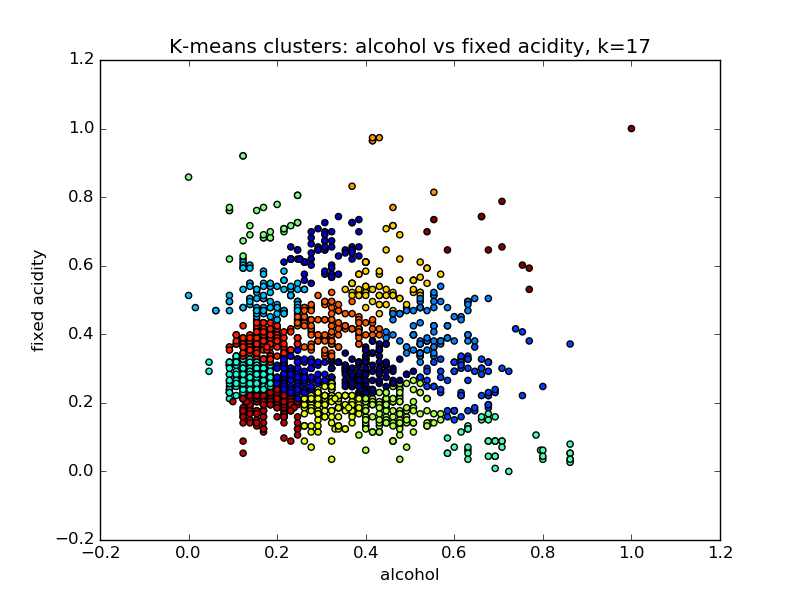 K-means clusters: alcohol vs fixed acidity, k=17
1.2
1.0
0.8
0.6
0.4
0.2
0.0
−0.2
fixed acidity
−0.2 0.0 0.2 0.4 0.6 0.8 1.0 1.2
alcohol